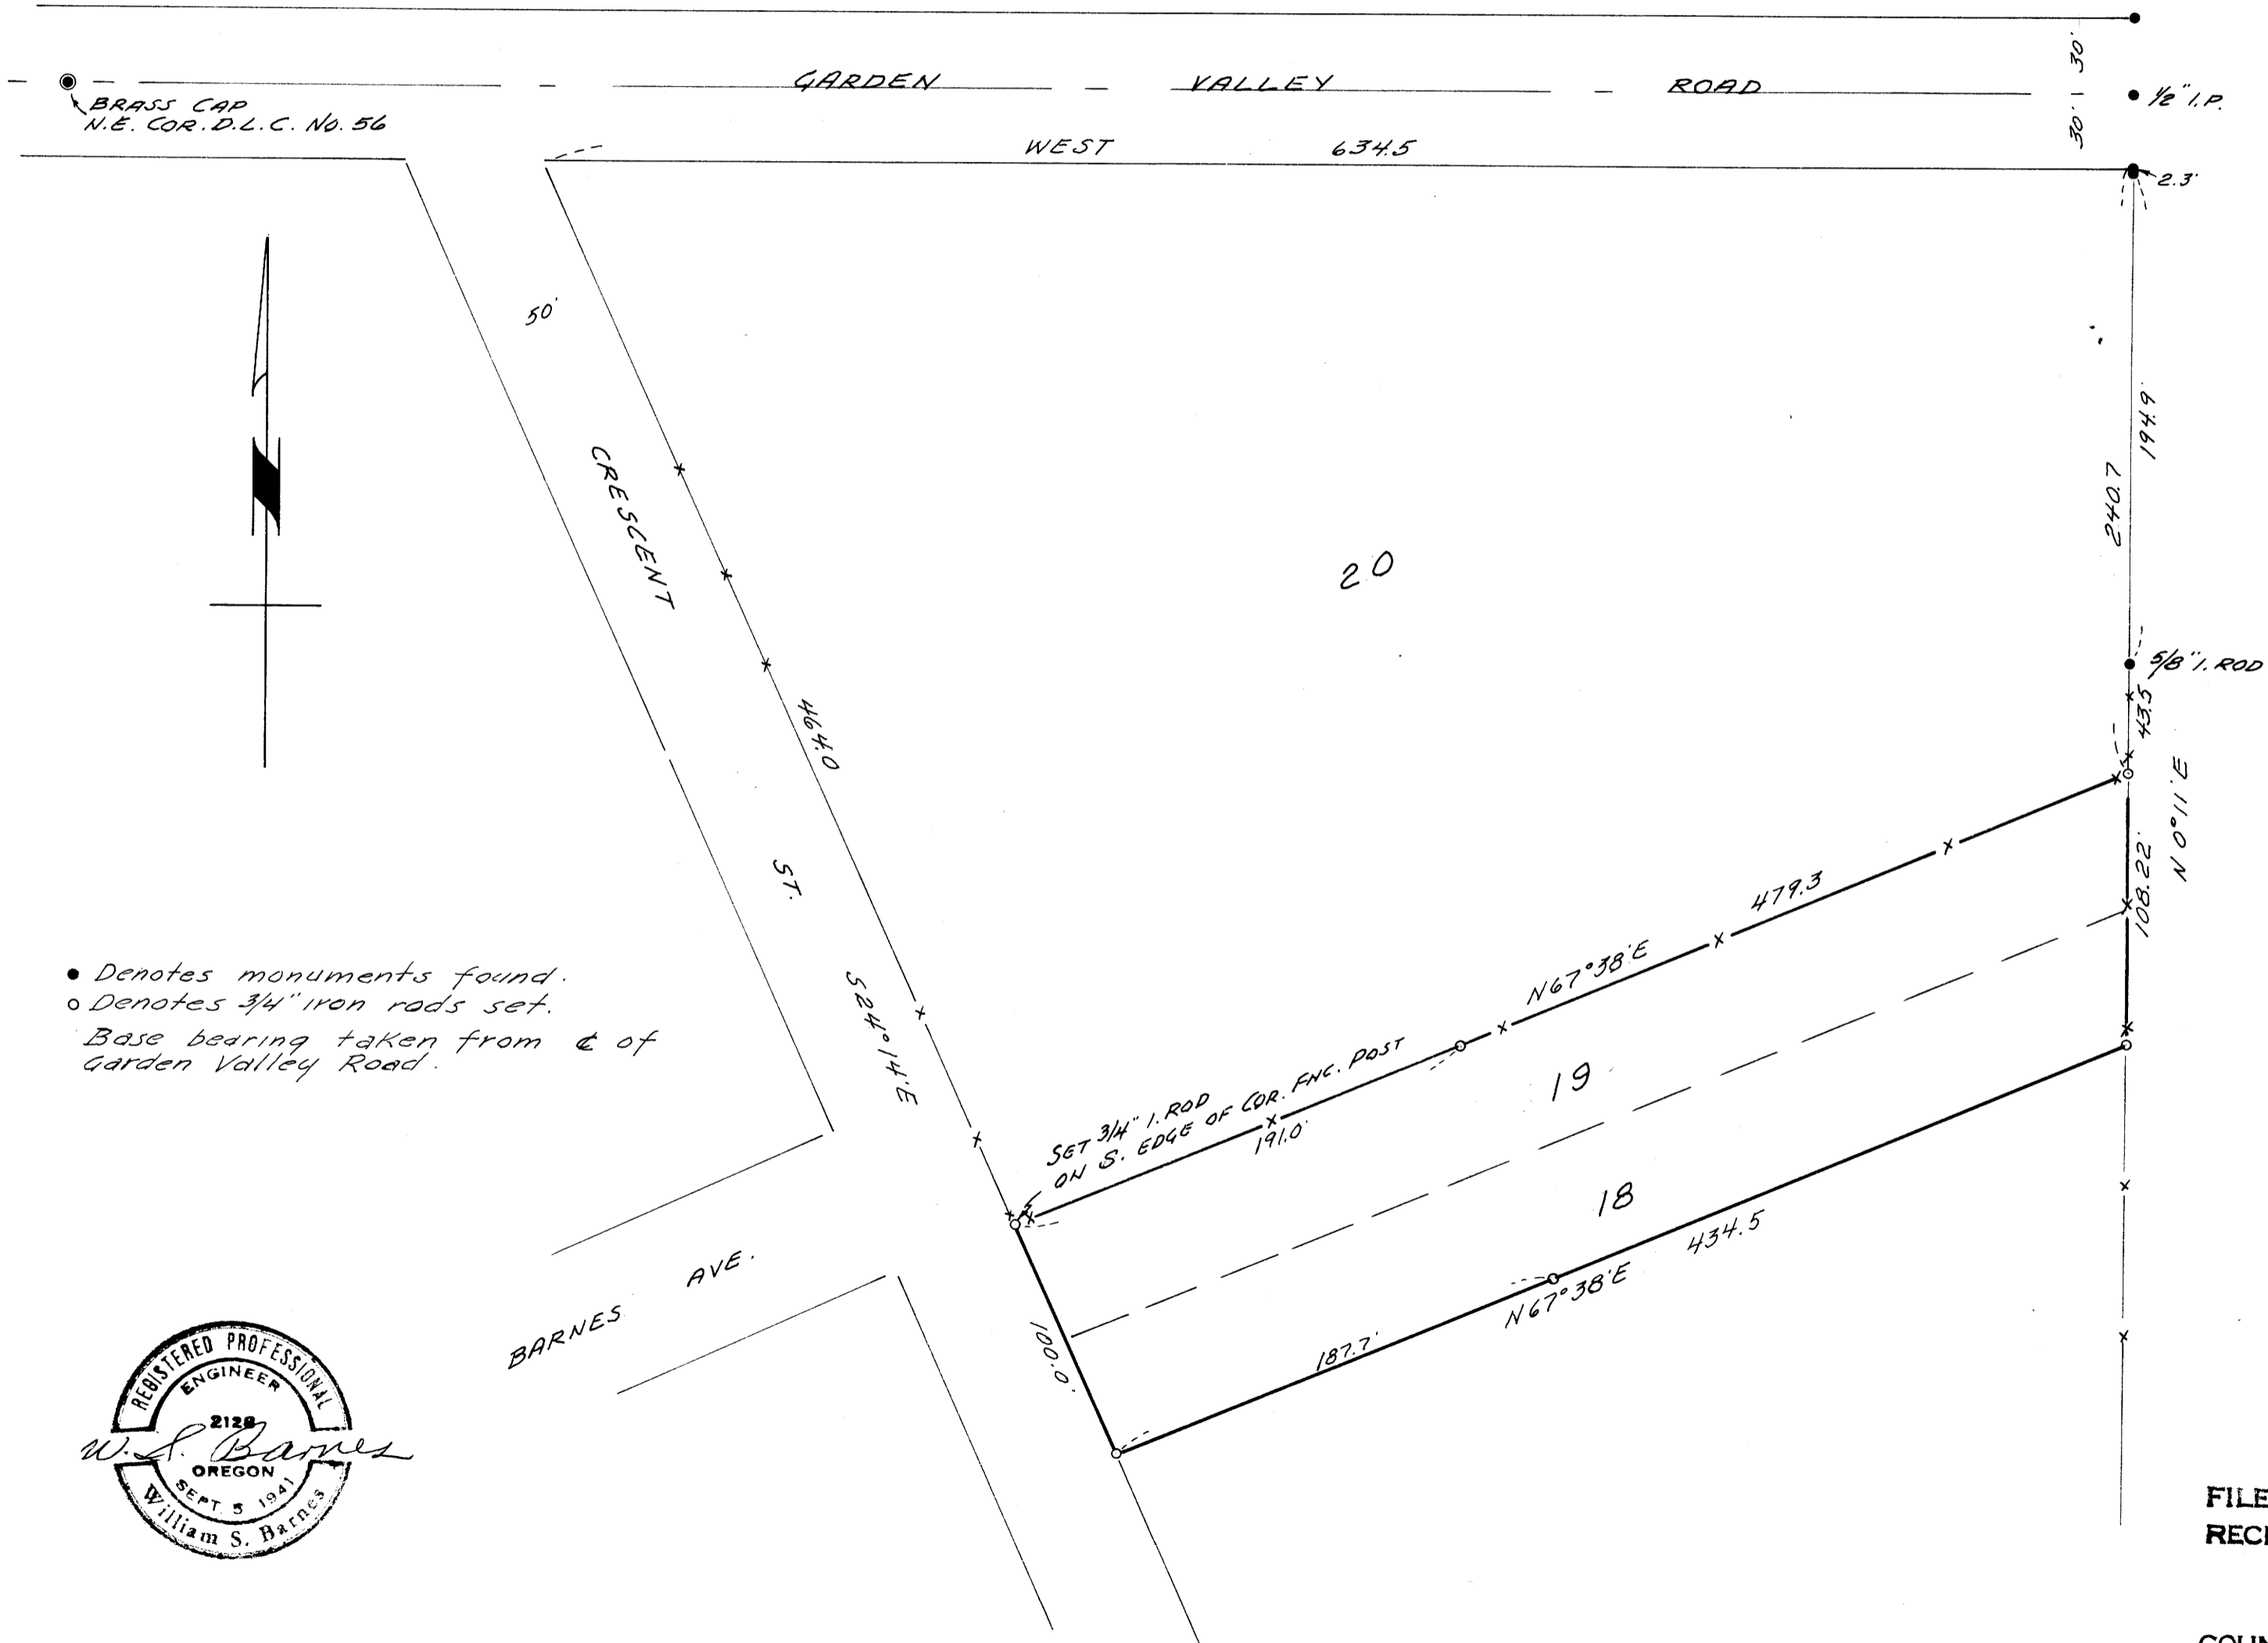 30'
30'
GARDEN VALLEY ROAD
BRASS CAP
N.E. COR. D.L.C. No. 56
1/2" I.P.
WEST 634.5
2.3'
50'
CRESCENT ST.
464.0
S24°14'E
20
194.9'
240.7
5/8" I. ROD
43.5
N 0°11' E
108.22'
479.3
N67°38'E
SET 3/4" I. ROD
ON S. EDGE OF COR. FNC. POST
191.0'
19
18
434.5
N67°38'E
187.7'
100.0'
BARNES AVE.
● Denotes monuments found.
○ Denotes 3/4" iron rods set.
Base bearing taken from ℄ of
Garden Valley Road.
REGISTERED PROFESSIONAL
ENGINEER
2128
W. S. Barnes
OREGON
SEPT. 5 1941
William S. Barnes